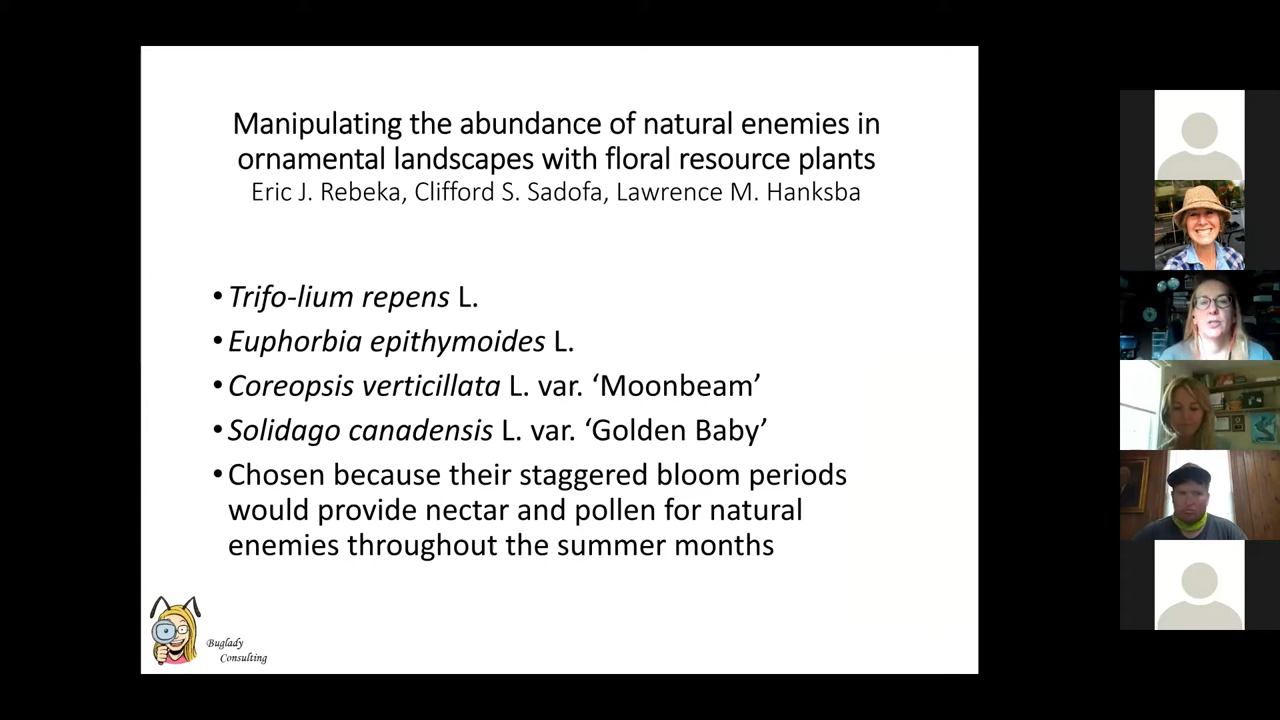 Manipulating the abundance of natural enemies in
ornamental landscapes with floral resource plants
Eric J. Rebeka, Clifford S. Sadofa, Lawrence M. Hanksba
• Trifo-lium repens L.
• Euphorbia epithymoides L.
• Coreopsis verticillata L. var. ‘Moonbeam’
• Solidago canadensis L. var. ‘Golden Baby’
• Chosen because their staggered bloom periods
would provide nectar and pollen for natural
enemies throughout the summer months
Buglady
Consulting